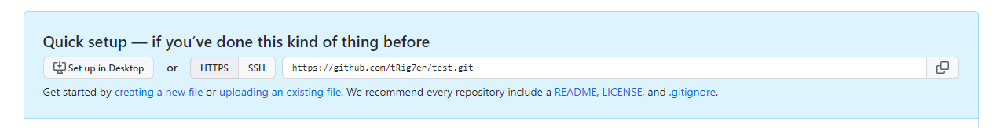 Quick setup — if you’ve done this kind of thing before
Set up in Desktop or HTTPS SSH https://github.com/tRig7er/test.git
Get started by creating a new file or uploading an existing file. We recommend every repository include a README, LICENSE, and .gitignore.